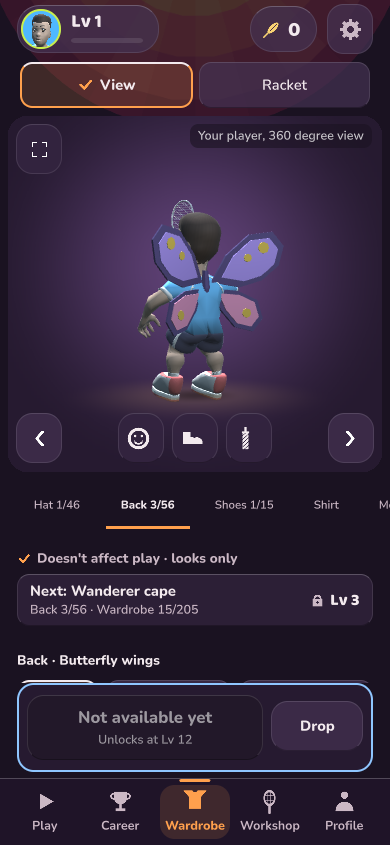 Lv 1
0
View
Racket
Your player, 360 degree view
Hat 1/46
Back 3/56
Shoes 1/15
Shirt
Doesn't affect play - looks only
Next: Wanderer cape
Back 3/56 · Wardrobe 15/205
Lv 3
Back · Butterfly wings
Not available yet
Unlocks at Lv 12
Drop
Play
Career
Wardrobe
Workshop
Profile